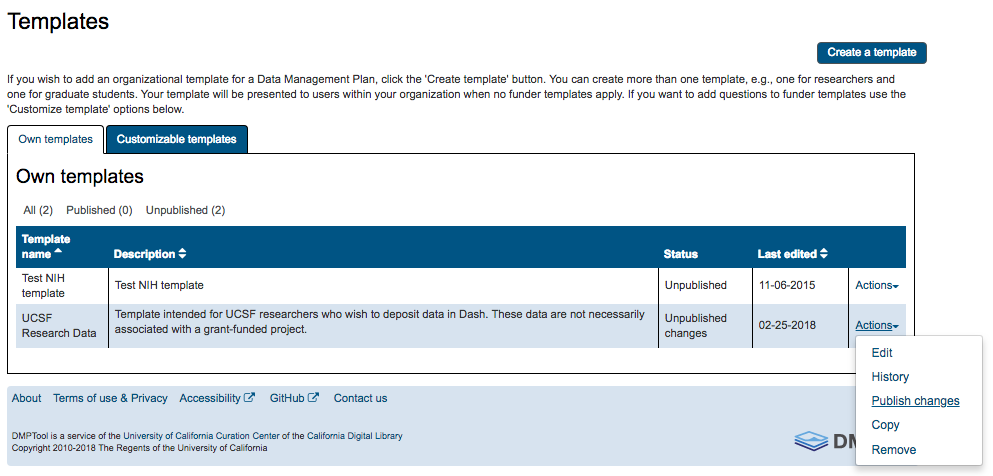 Templates
Create a template
If you wish to add an organizational template for a Data Management Plan, click the 'Create template' button. You can create more than one template, e.g., one for researchers and
one for graduate students. Your template will be presented to users within your organization when no funder templates apply. If you want to add questions to funder templates use the
'Customize template' options below.
Own templates Customizable templates
Own templates
All (2) Published (0) Unpublished (2)
Template
name Description Status Last edited
Test NIH
template
Test NIH template Unpublished 11-06-2015 Actions
UCSF
Research Data
Template intended for UCSF researchers who wish to deposit data in Dash. These data are not necessarily
associated with a grant-funded project.
Unpublished
changes
02-25-2018 Actions
Edit
History
Publish changes
Copy
Remove
About Terms of use & Privacy Accessibility GitHub Contact us
DMPTool is a service of the University of California Curation Center of the California Digital Library
Copyright 2010-2018 The Regents of the University of California